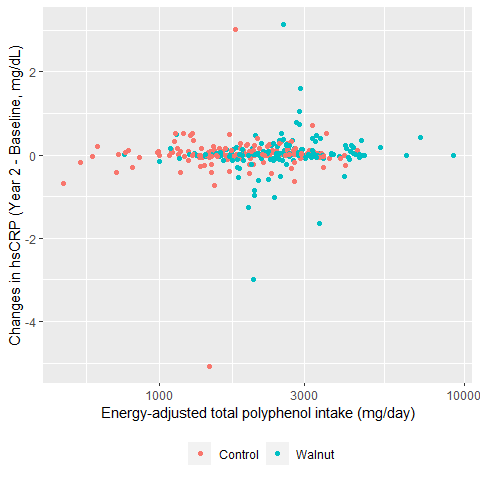 Changes in hsCRP (Year 2 - Baseline, mg/dL)
2
0
-2
-4
1000 3000 10000
Energy-adjusted total polyphenol intake (mg/day)
Control Walnut